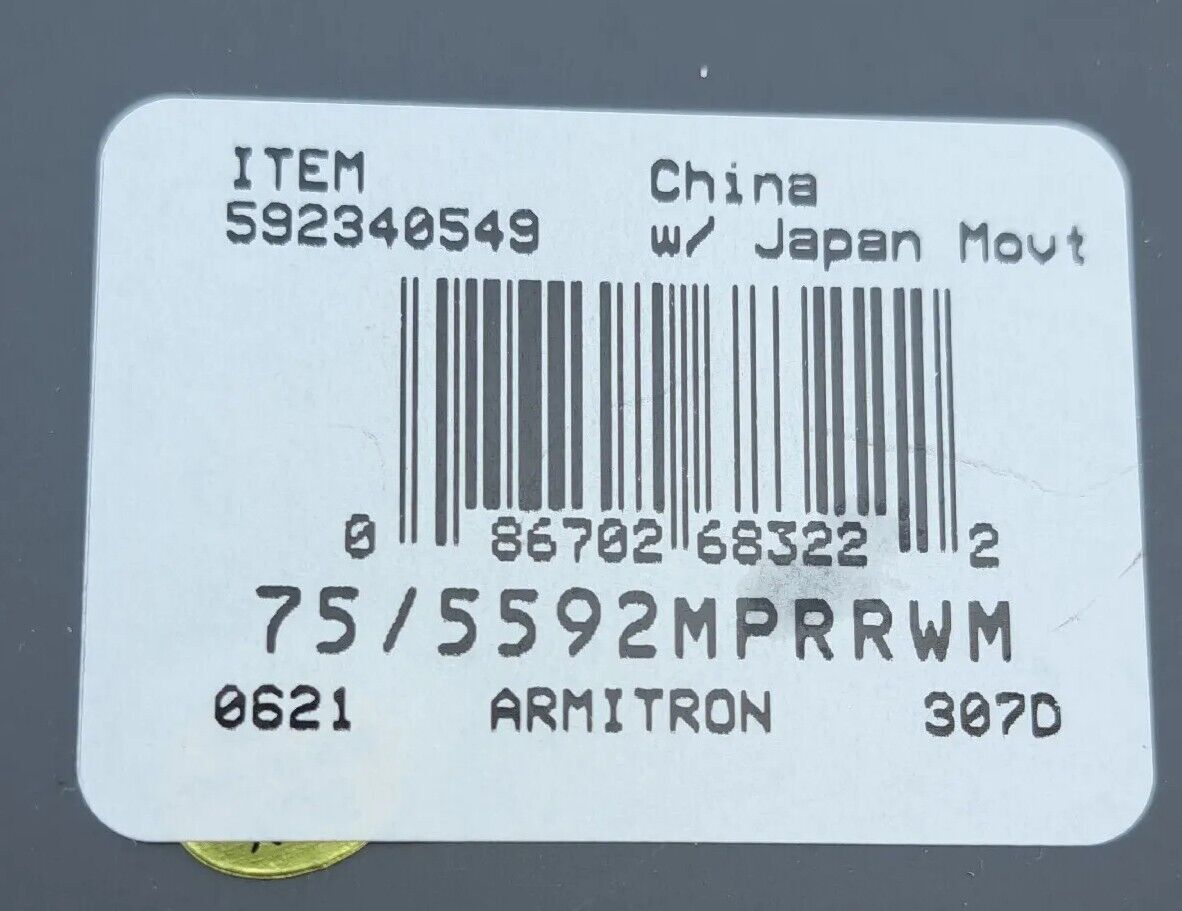 ITEM
592340549
China
w/ Japan Movt
0 86702 68322 2
75/5592MPRRWM
0621 ARMITRON 307D